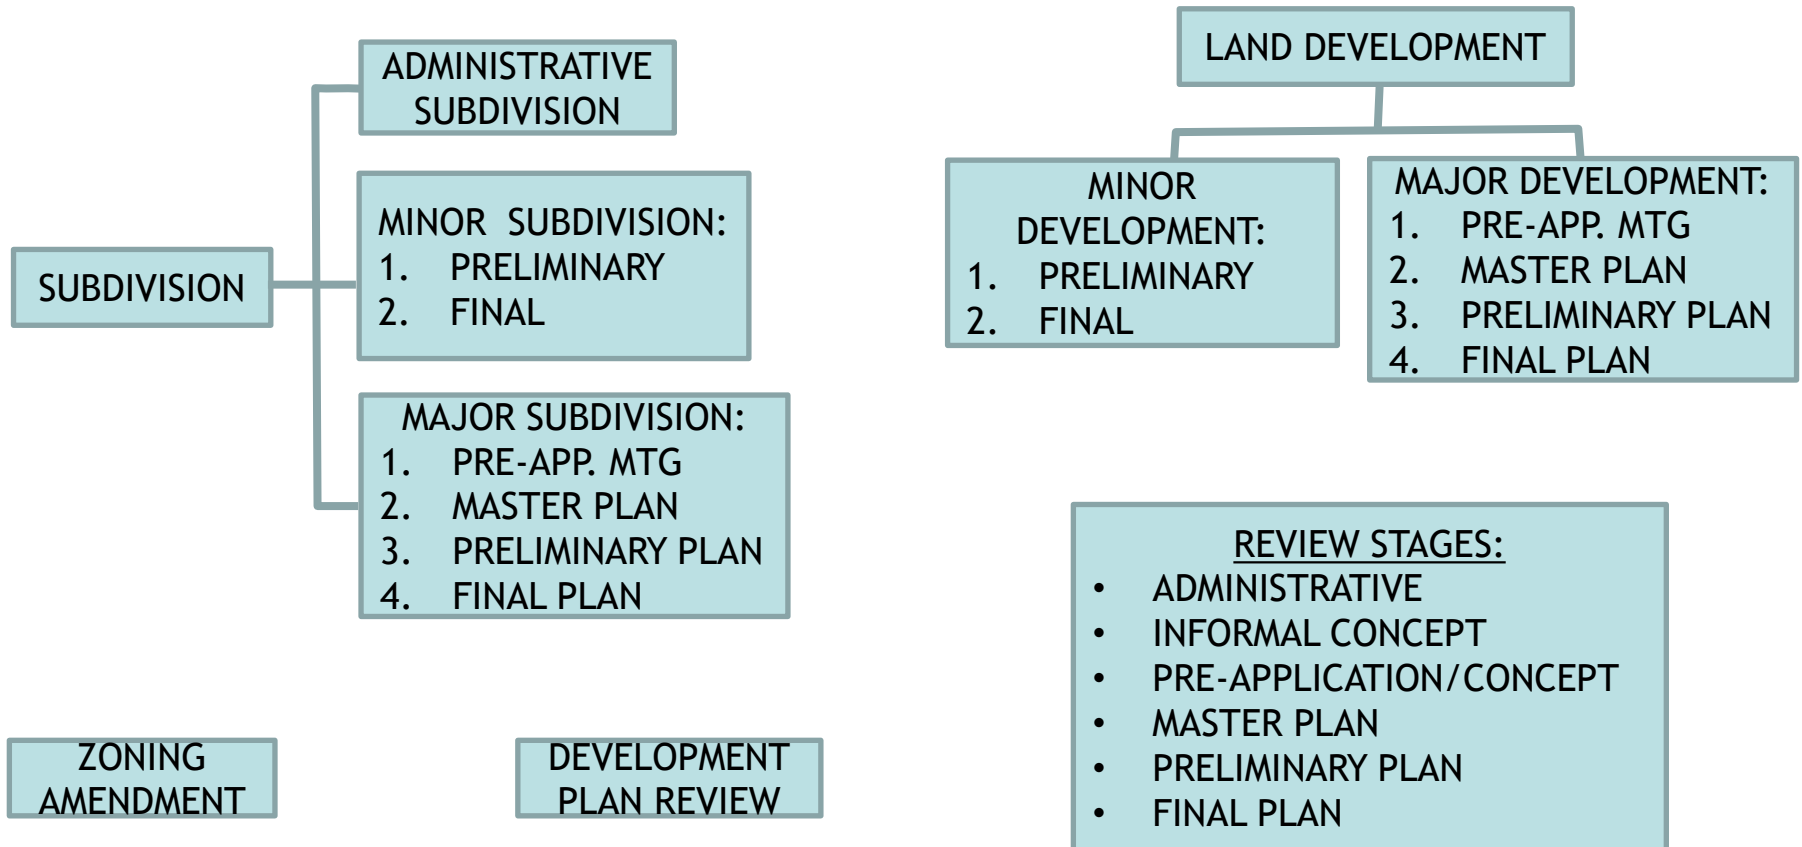 ADMINISTRATIVE
SUBDIVISION
SUBDIVISION
MINOR SUBDIVISION:
1. PRELIMINARY
2. FINAL
MAJOR SUBDIVISION:
1. PRE-APP. MTG
2. MASTER PLAN
3. PRELIMINARY PLAN
4. FINAL PLAN
LAND DEVELOPMENT
MINOR
DEVELOPMENT:
1. PRELIMINARY
2. FINAL
MAJOR DEVELOPMENT:
1. PRE-APP. MTG
2. MASTER PLAN
3. PRELIMINARY PLAN
4. FINAL PLAN
ZONING
AMENDMENT
DEVELOPMENT
PLAN REVIEW
REVIEW STAGES:
• ADMINISTRATIVE
• INFORMAL CONCEPT
• PRE-APPLICATION/CONCEPT
• MASTER PLAN
• PRELIMINARY PLAN
• FINAL PLAN